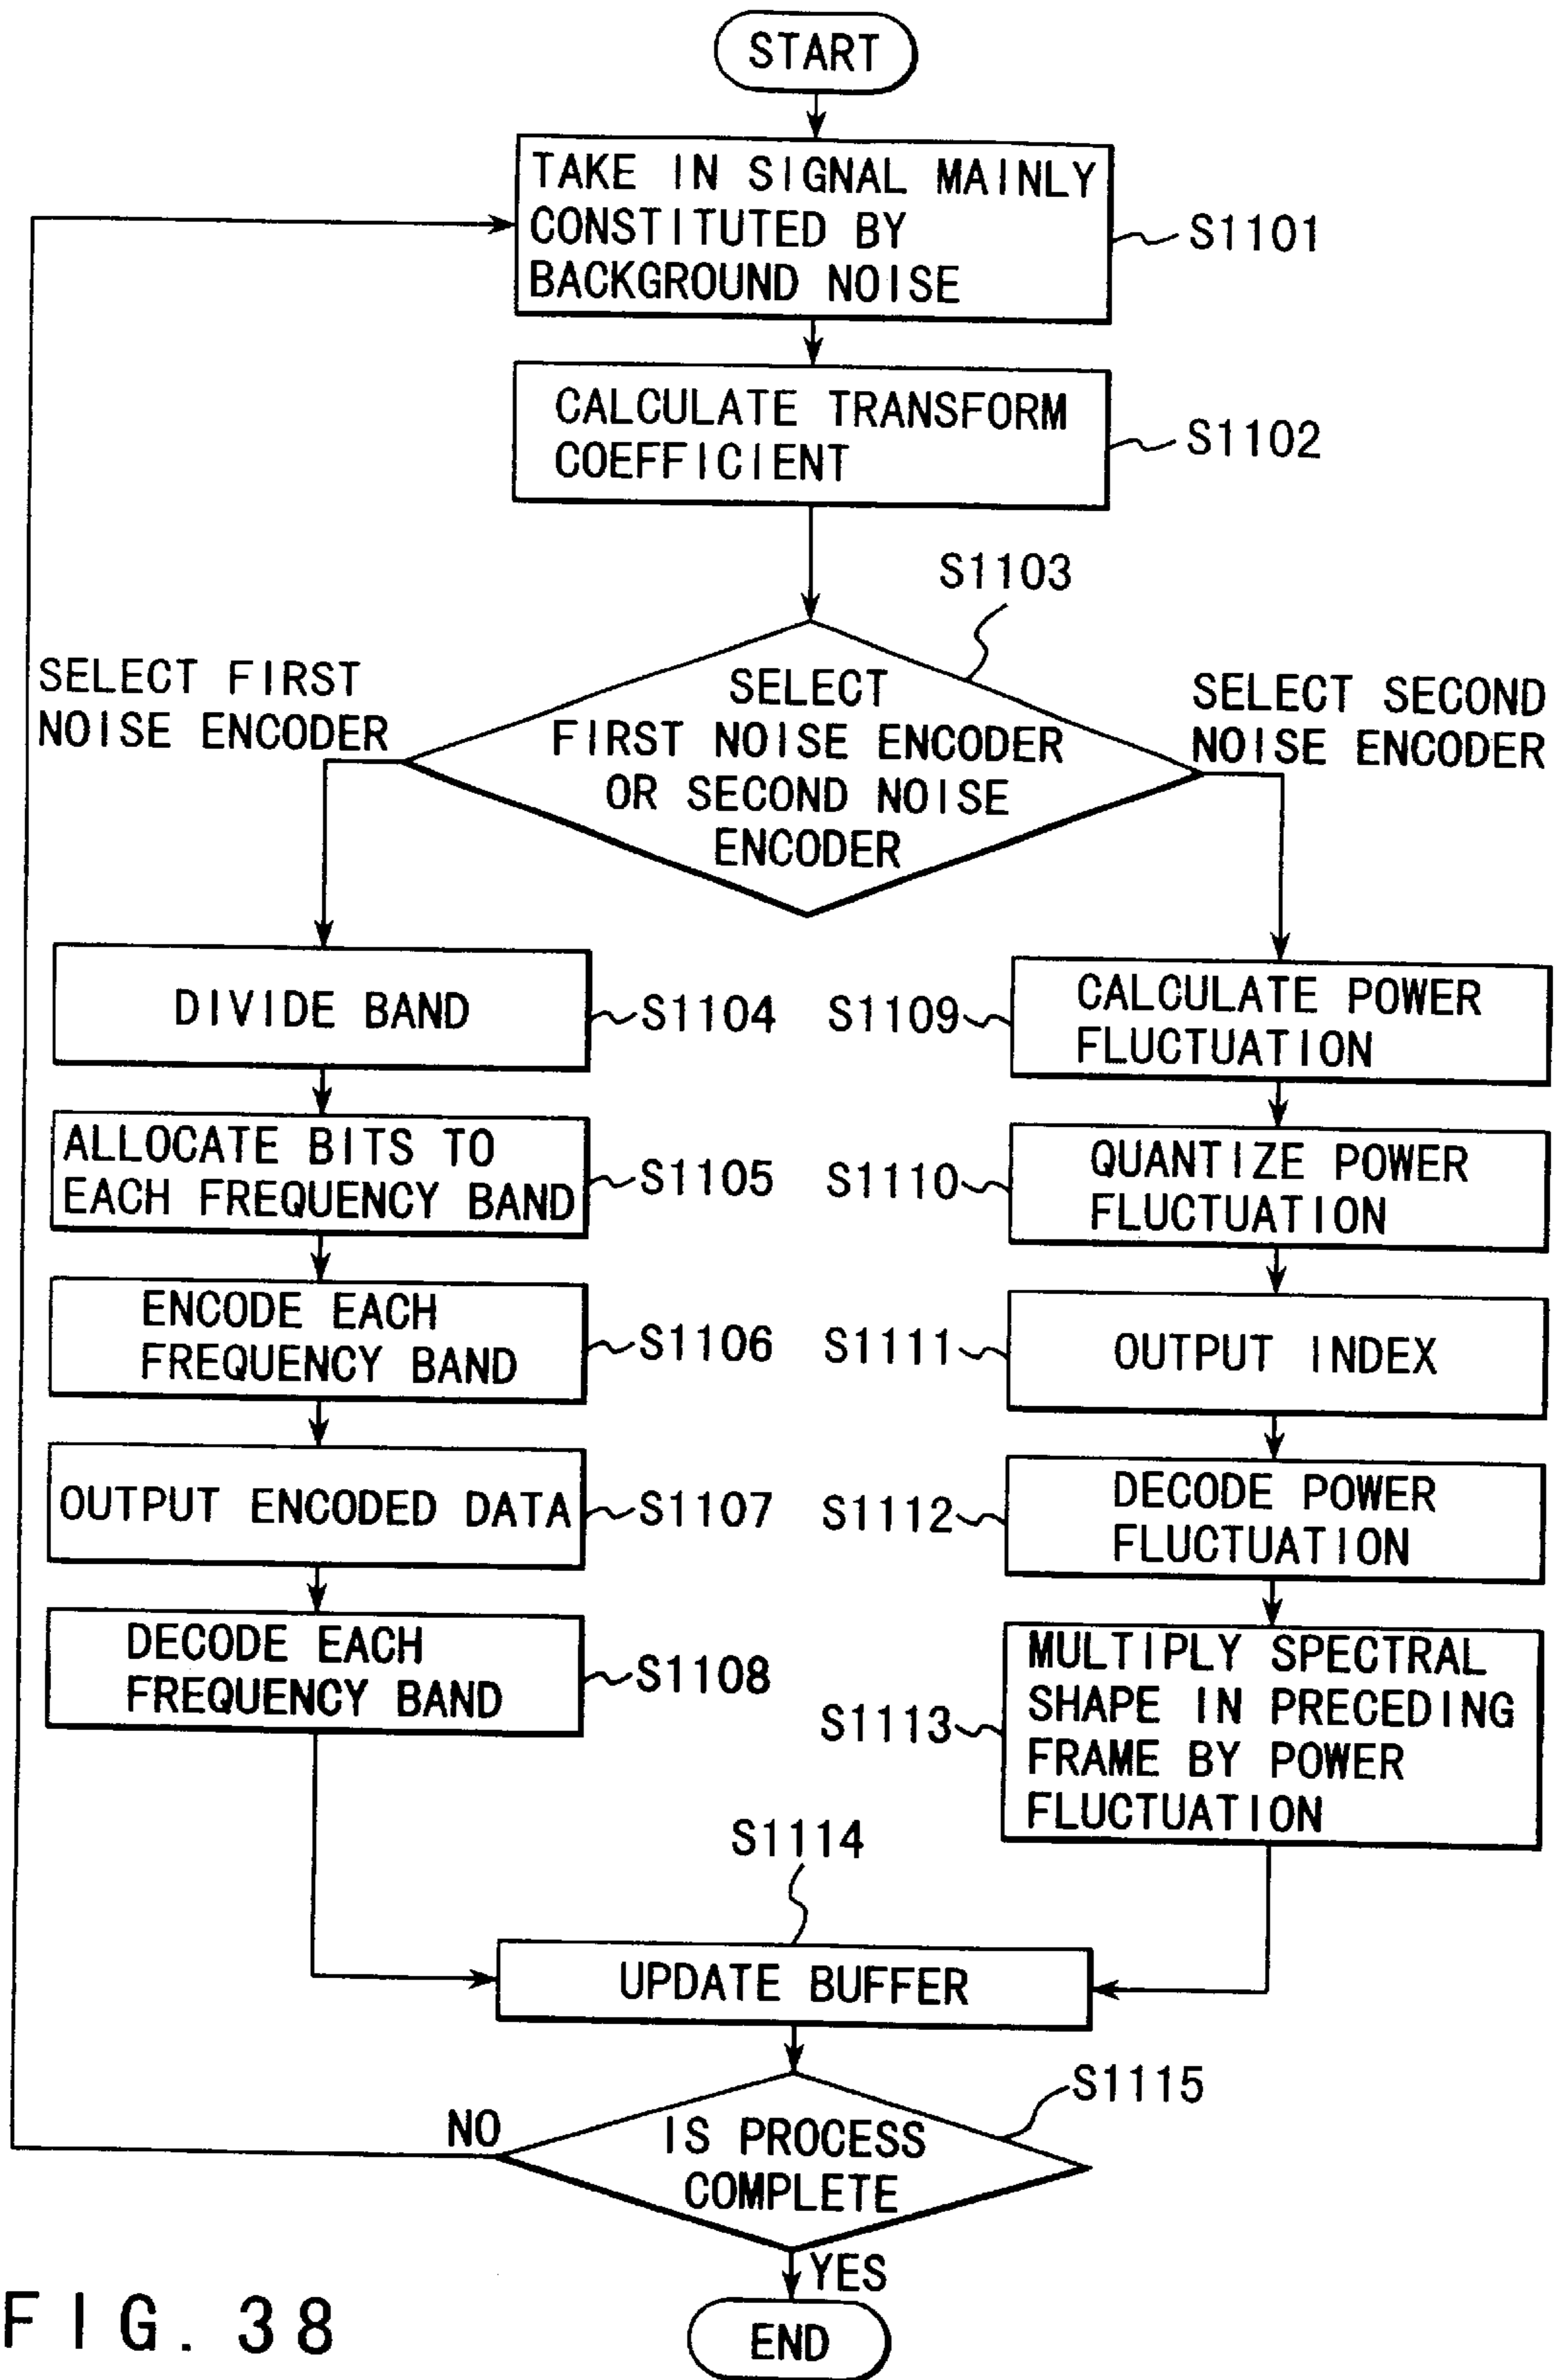 START
TAKE IN SIGNAL MAINLY
CONSTITUTED BY
BACKGROUND NOISE
S1101
CALCULATE TRANSFORM
COEFFICIENT
S1102
S1103
SELECT FIRST
NOISE ENCODER
SELECT
FIRST NOISE ENCODER
OR SECOND NOISE
ENCODER
SELECT SECOND
NOISE ENCODER
DIVIDE BAND
S1104
ALLOCATE BITS TO
EACH FREQUENCY BAND
S1105
ENCODE EACH
FREQUENCY BAND
S1106
OUTPUT ENCODED DATA
S1107
DECODE EACH
FREQUENCY BAND
S1108
S1109
CALCULATE POWER
FLUCTUATION
S1110
QUANTIZE POWER
FLUCTUATION
S1111
OUTPUT INDEX
S1112
DECODE POWER
FLUCTUATION
S1113
MULTIPLY SPECTRAL
SHAPE IN PRECEDING
FRAME BY POWER
FLUCTUATION
S1114
UPDATE BUFFER
S1115
NO
IS PROCESS
COMPLETE
YES
END
FIG. 38